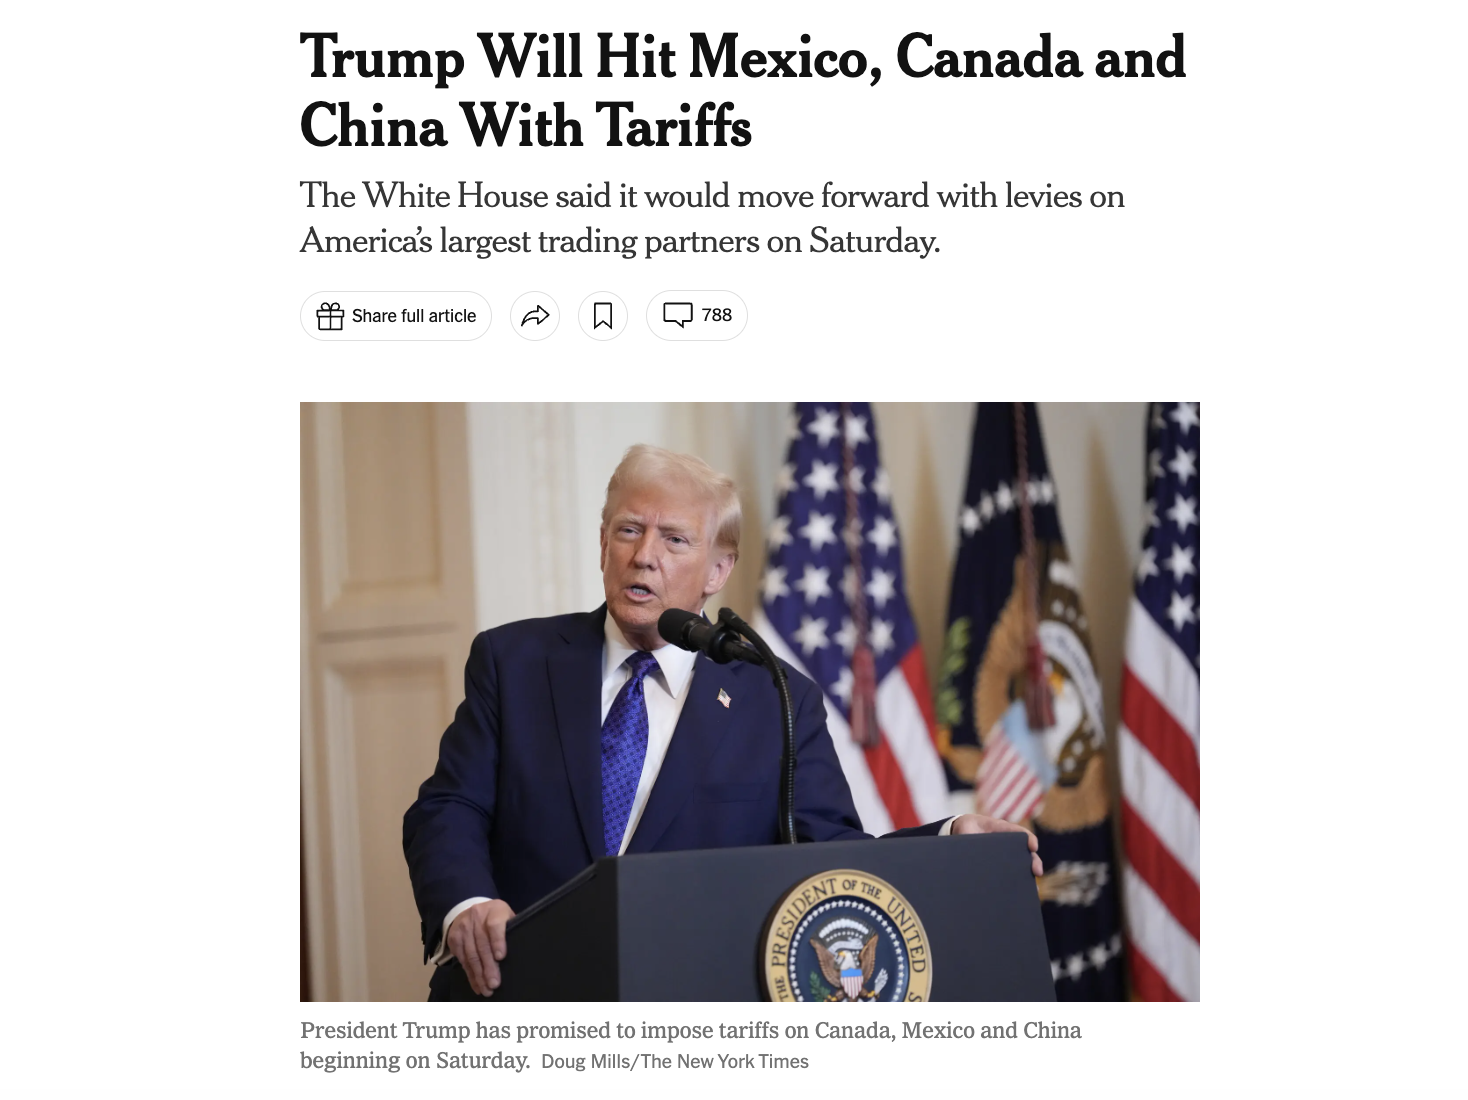 Trump Will Hit Mexico, Canada and
China With Tariffs
The White House said it would move forward with levies on
America’s largest trading partners on Saturday.
Share full article
788
THE PRESIDENT OF THE UNITED S
President Trump has promised to impose tariffs on Canada, Mexico and China
beginning on Saturday. Doug Mills/The New York Times